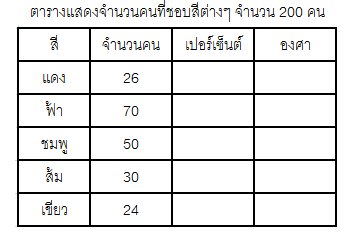 ตารางแสดงจำนวนคนที่ชอบสีต่างๆ จำนวน 200 คน
สี จำนวนคน เปอร์เซ็นต์ องศา
แดง 26
ฟ้า 70
ชมพู 50
ส้ม 30
เขียว 24